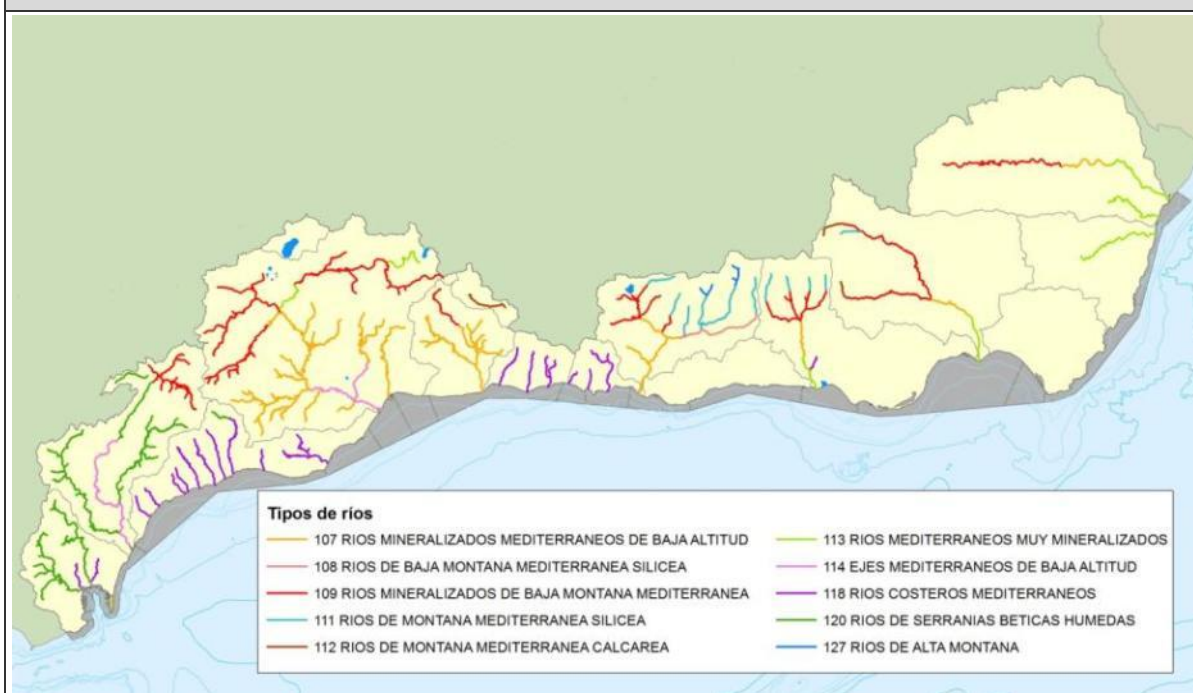 Tipos de ríos
107 RIOS MINERALIZADOS MEDITERRANEOS DE BAJA ALTITUD
108 RIOS DE BAJA MONTANA MEDITERRANEA SILICEA
109 RIOS MINERALIZADOS DE BAJA MONTANA MEDITERRANEA
111 RIOS DE MONTANA MEDITERRANEA SILICEA
112 RIOS DE MONTANA MEDITERRANEA CALCAREA
113 RIOS MEDITERRANEOS MUY MINERALIZADOS
114 EJES MEDITERRANEOS DE BAJA ALTITUD
118 RIOS COSTEROS MEDITERRANEOS
120 RIOS DE SERRANIAS BETICAS HUMEDAS
127 RIOS DE ALTA MONTANA